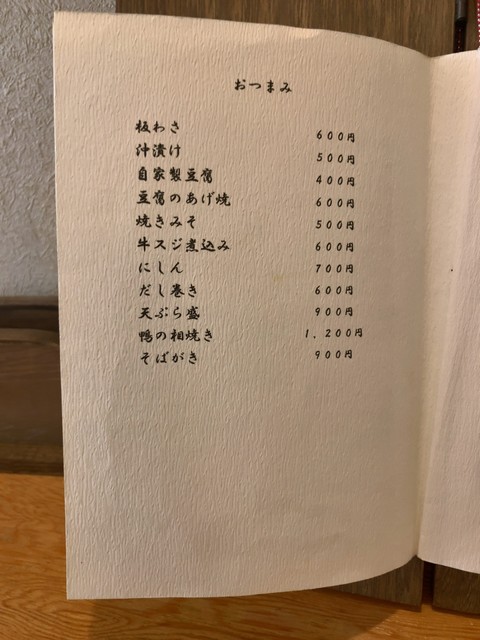 おつまみ
板わさ 600円
沖漬け 500円
自家製豆腐 400円
豆腐のあげ焼 600円
焼きみそ 500円
牛スジ煮込み 600円
にしん 700円
だし巻き 600円
天ぷら盛 900円
鴨の相焼き 1,200円
そばがき 900円